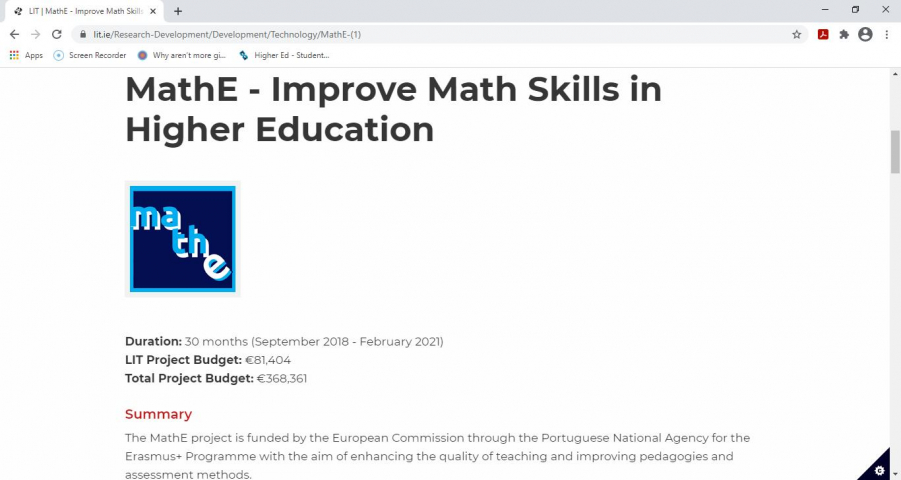 LIT | MathE - Improve Math Skills
lit.ie/Research-Development/Development/Technology/MathE-(1)
Apps Screen Recorder Why aren't more gi... Higher Ed - Student...
MathE - Improve Math Skills in
Higher Education
ma
th
e
Duration: 30 months (September 2018 - February 2021)
LIT Project Budget: €81,404
Total Project Budget: €368,361
Summary
The MathE project is funded by the European Commission through the Portuguese National Agency for the
Erasmus+ Programme with the aim of enhancing the quality of teaching and improving pedagogies and
assessment methods.